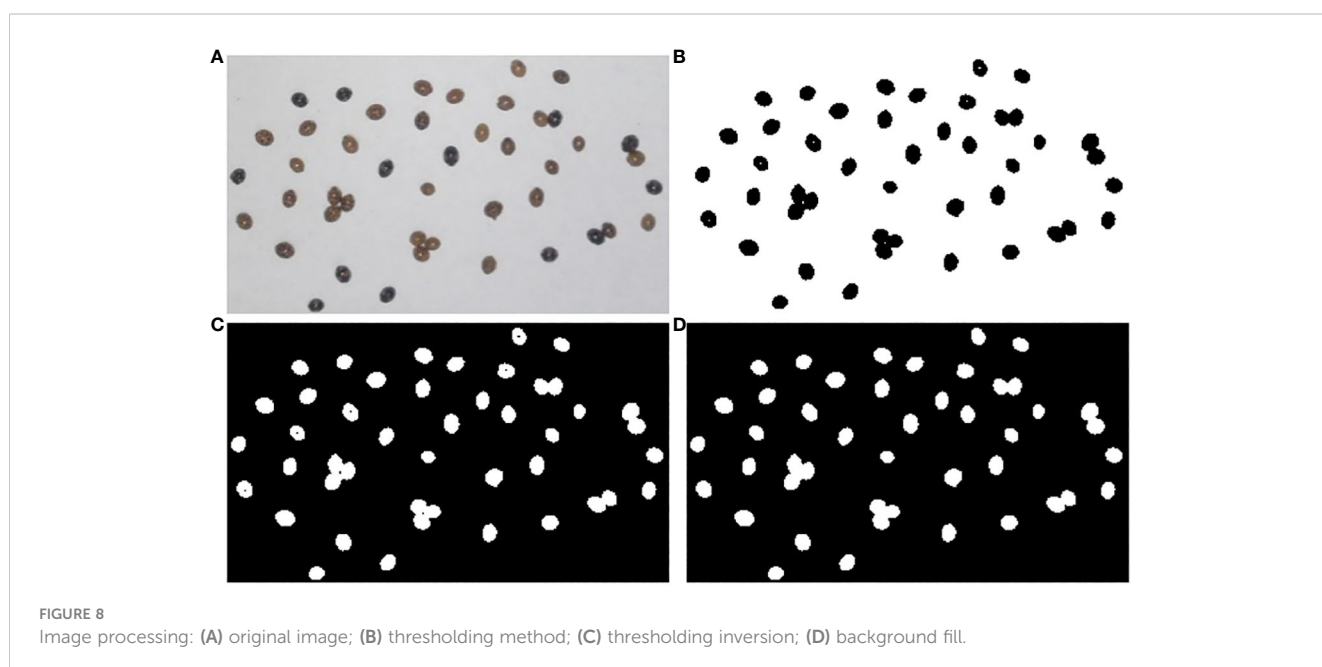 A
B
C
D
FIGURE 8
Image processing: (A) original image; (B) thresholding method; (C) thresholding inversion; (D) background fill.